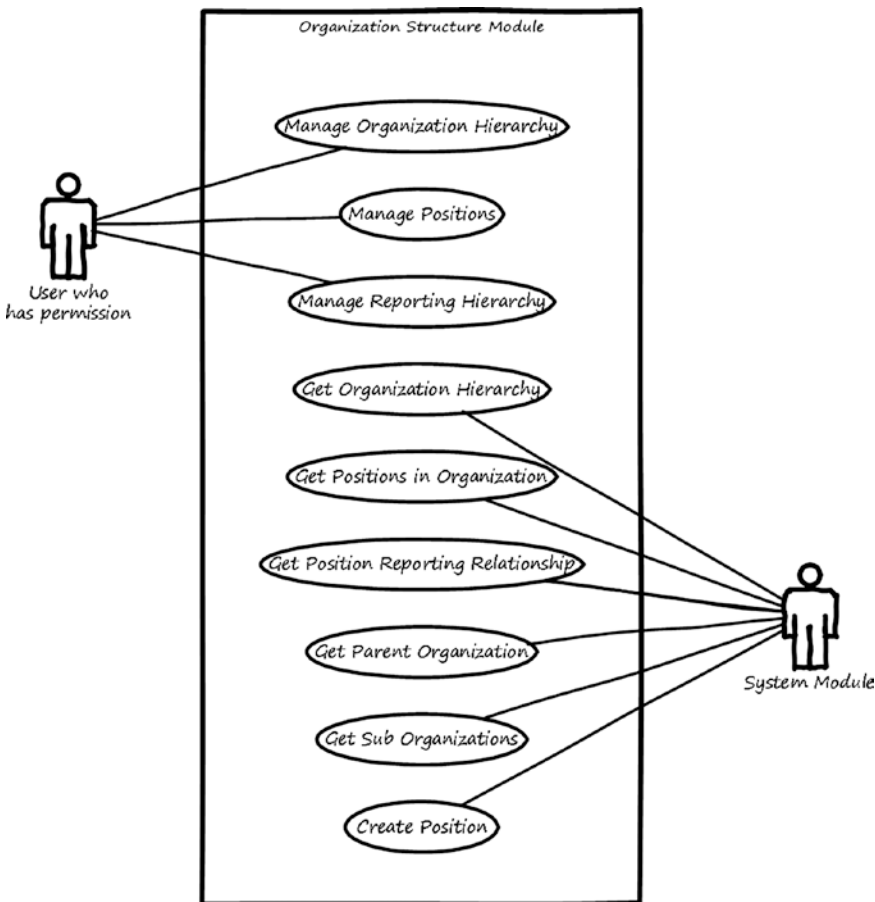 Organization Structure Module
Manage Organization Hierarchy
Manage Positions
User who
has permission
Manage Reporting Hierarchy
Get Organization Hierarchy
Get Positions in Organization
Get Position Reporting Relationship
Get Parent Organization
System Module
Get Sub Organizations
Create Position